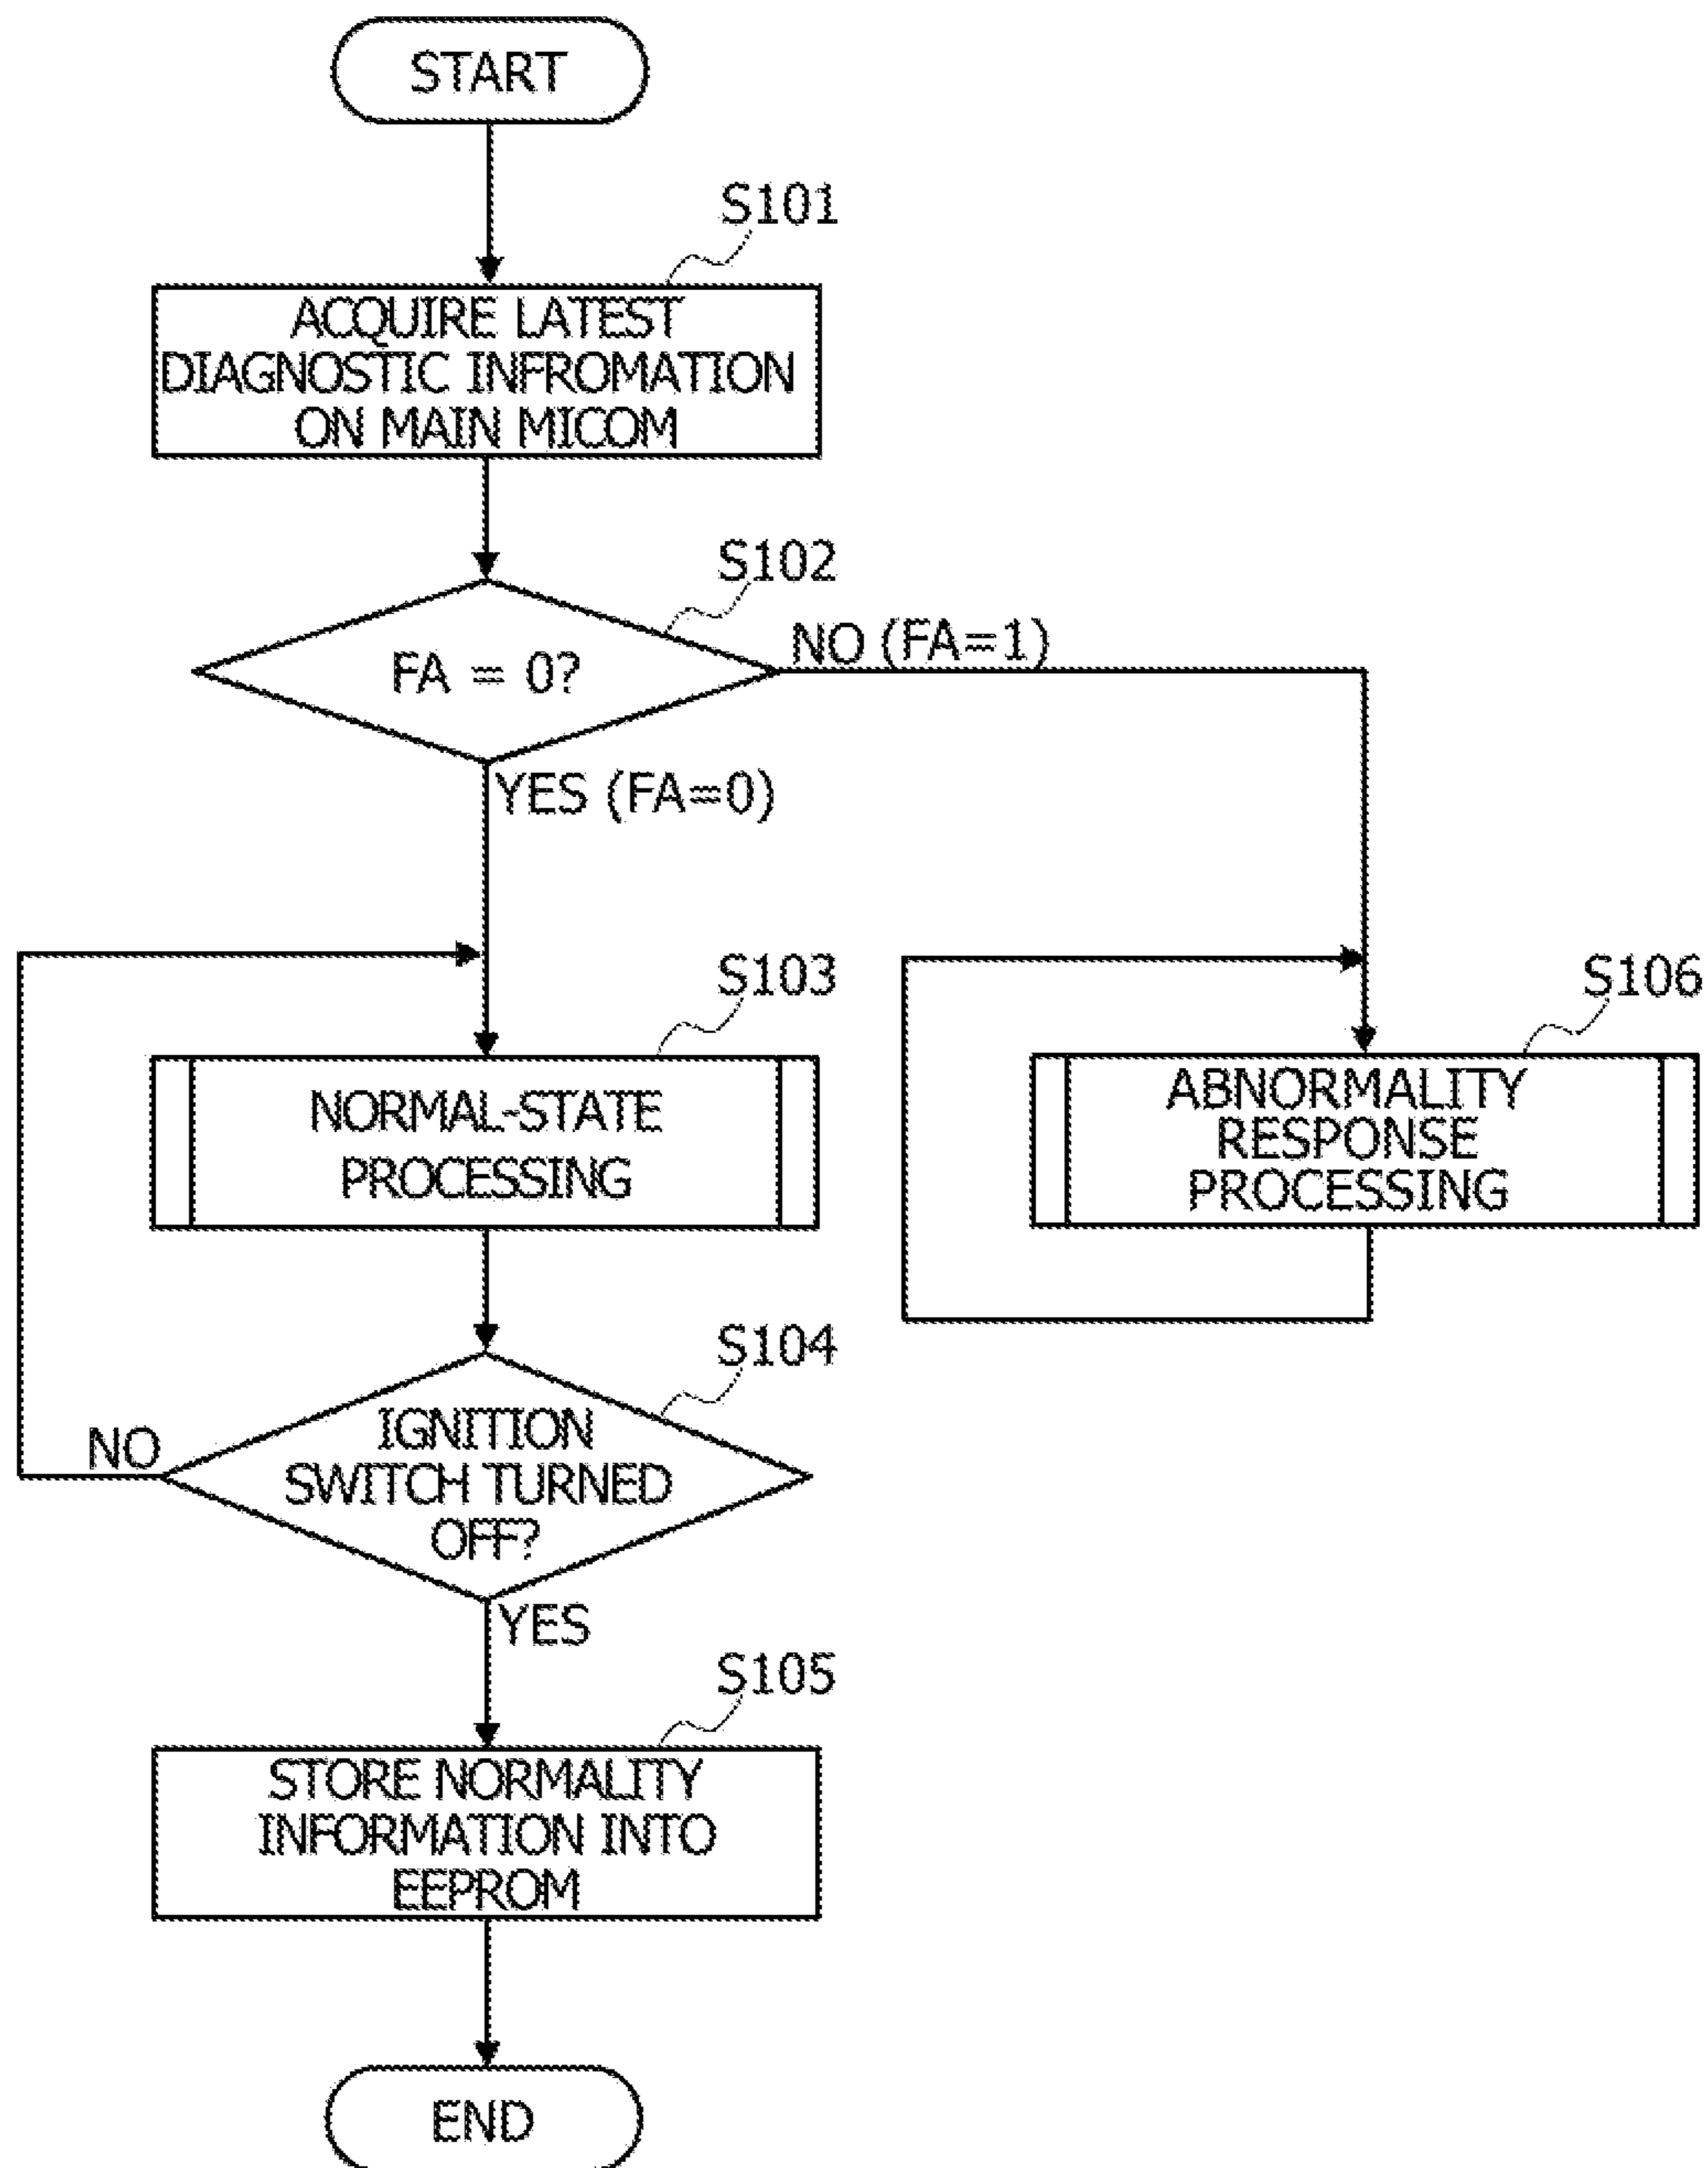 START
S101
ACQUIRE LATEST
DIAGNOSTIC INFROMATION
ON MAIN MICOM
S102
FA = 0?
NO (FA=1)
YES (FA=0)
S103
NORMAL-STATE
PROCESSING
S106
ABNORMALITY
RESPONSE
PROCESSING
S104
IGNITION
SWITCH TURNED
OFF?
NO
YES
S105
STORE NORMALITY
INFORMATION INTO
EEPROM
END